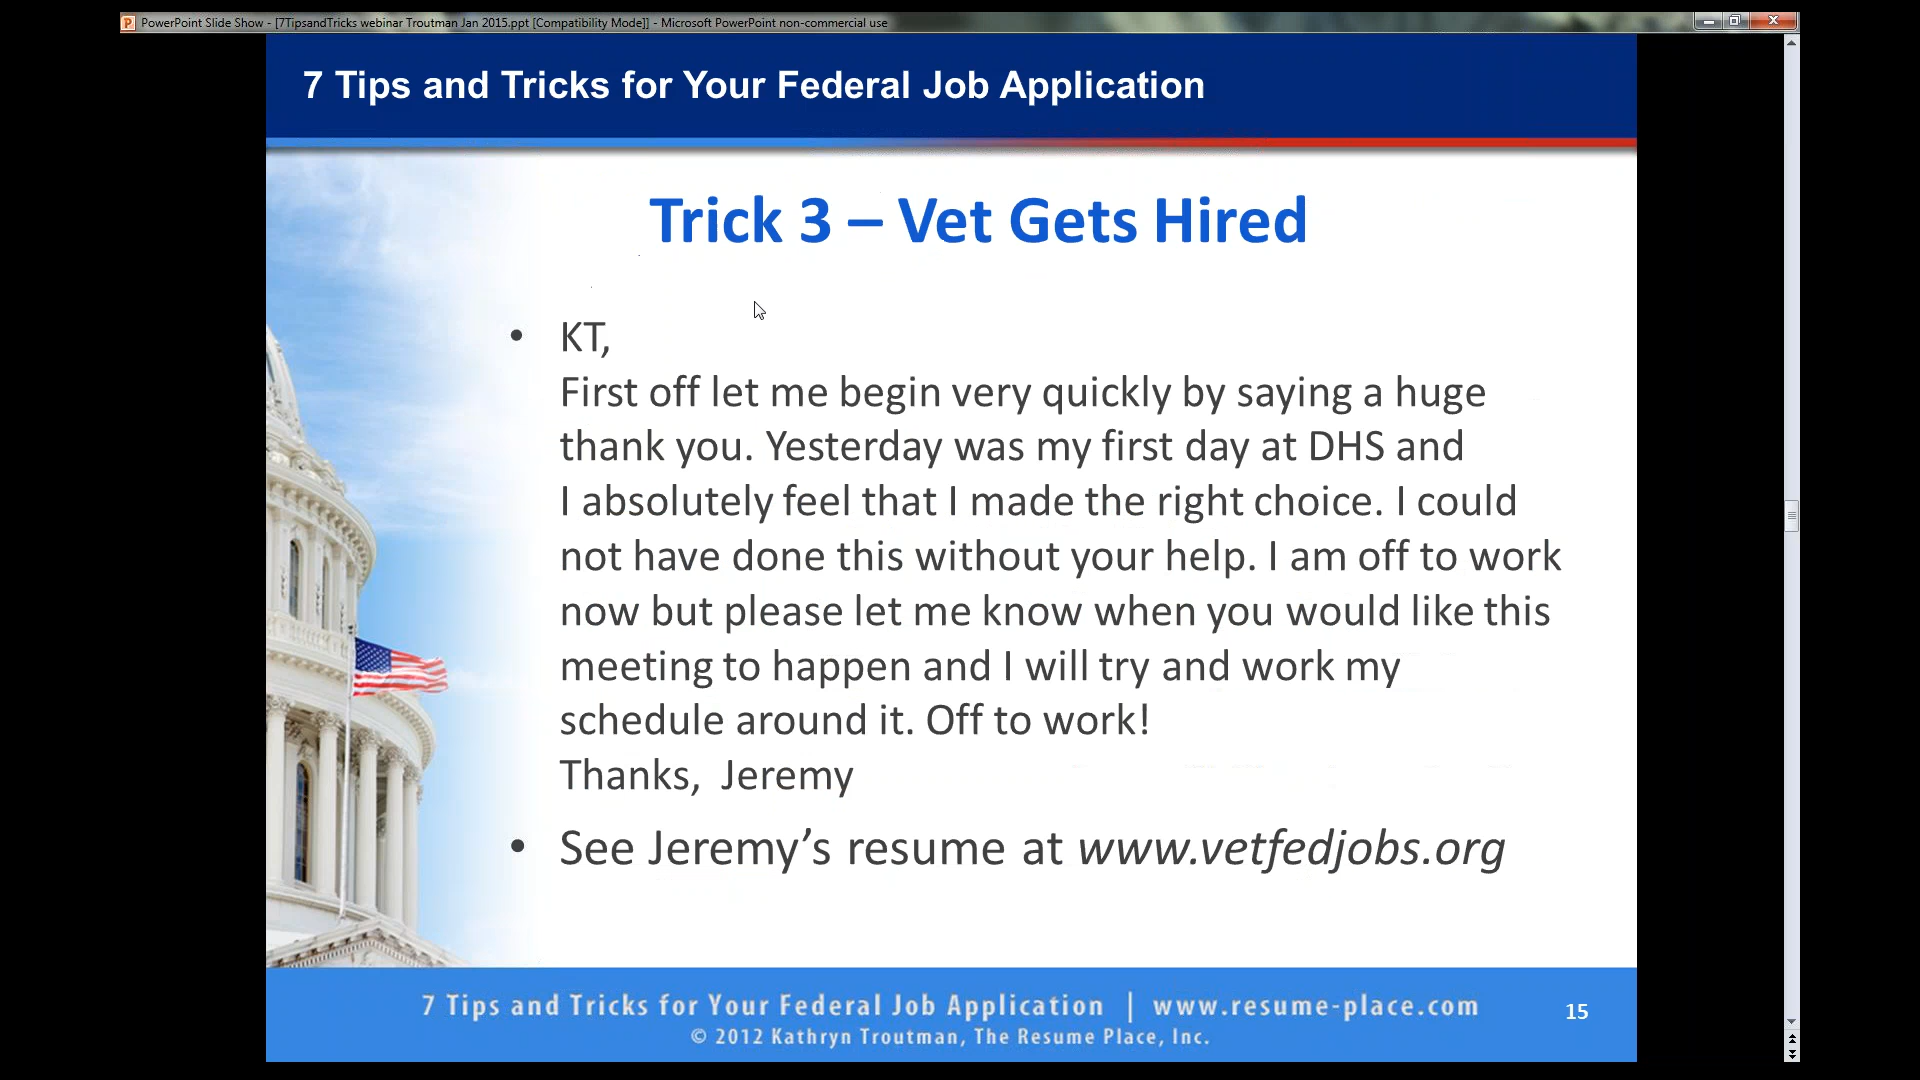 PowerPoint Slide Show - [7TipsandTricks webinar Troutman Jan 2015.ppt [Compatibility Mode]] - Microsoft PowerPoint non-commercial use
7 Tips and Tricks for Your Federal Job Application
Trick 3 – Vet Gets Hired
• KT,
First off let me begin very quickly by saying a huge
thank you. Yesterday was my first day at DHS and
I absolutely feel that I made the right choice. I could
not have done this without your help. I am off to work
now but please let me know when you would like this
meeting to happen and I will try and work my
schedule around it. Off to work!
Thanks,  Jeremy
• See Jeremy’s resume at www.vetfedjobs.org
7 Tips and Tricks for Your Federal Job Application | www.resume-place.com
15
© 2012 Kathryn Troutman, The Resume Place, Inc.